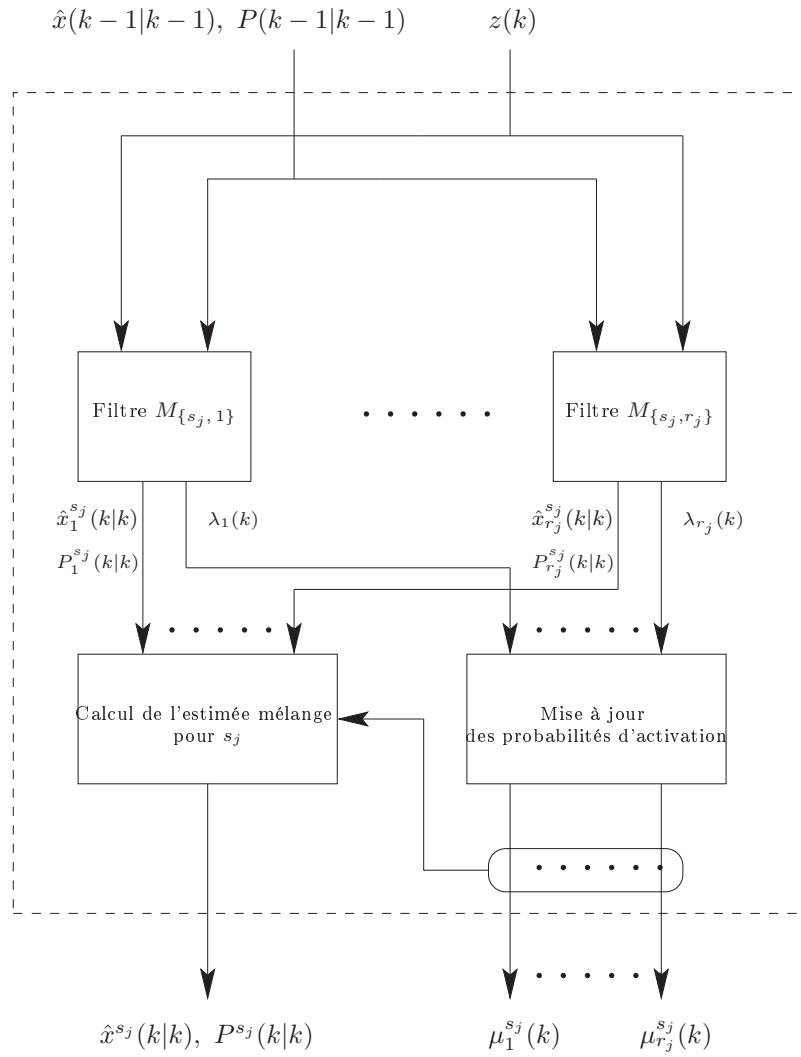 x̂(k − 1|k − 1), P(k − 1|k − 1) z(k)
Filtre M_{s_j, 1} Filtre M_{s_j,r_j}
x̂_1^{s_j}(k|k) λ_1(k) x̂_{r_j}^{s_j}(k|k) λ_{r_j}(k)
P_1^{s_j}(k|k) P_{r_j}^{s_j}(k|k)
Calcul de l'estimée mélange
pour s_j
Mise à jour
des probabilités d'activation
x̂^{s_j}(k|k), P^{s_j}(k|k) μ_1^{s_j}(k) μ_{r_j}^{s_j}(k)